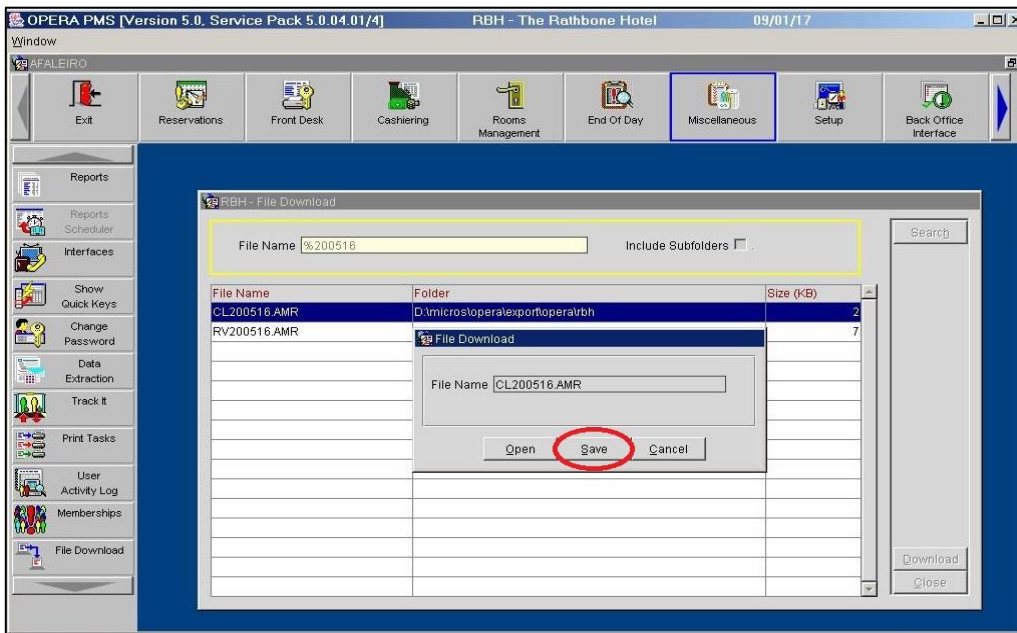 OPERA PMS [Version 5.0, Service Pack 5.0.04.01/4] RBH - The Rathbone Hotel 09/01/17
Window
AFALEIRO
Exit
Reservations
Front Desk
Cashiering
Rooms
Management
End Of Day
Miscellaneous
Setup
Back Office
Interface
Reports
Reports
Scheduler
Interfaces
Show
Quick Keys
Change
Password
Data
Extraction
Track It
Print Tasks
User
Activity Log
Memberships
File Download
RBH - File Download
File Name %200516 Include Subfolders
Search
File Name Folder Size (KB)
CL200516.AMR D:\micros\opera\export\opera\rbh 2
RV200516.AMR 7
File Download
File Name CL200516.AMR
Open Save Cancel
Download
Close